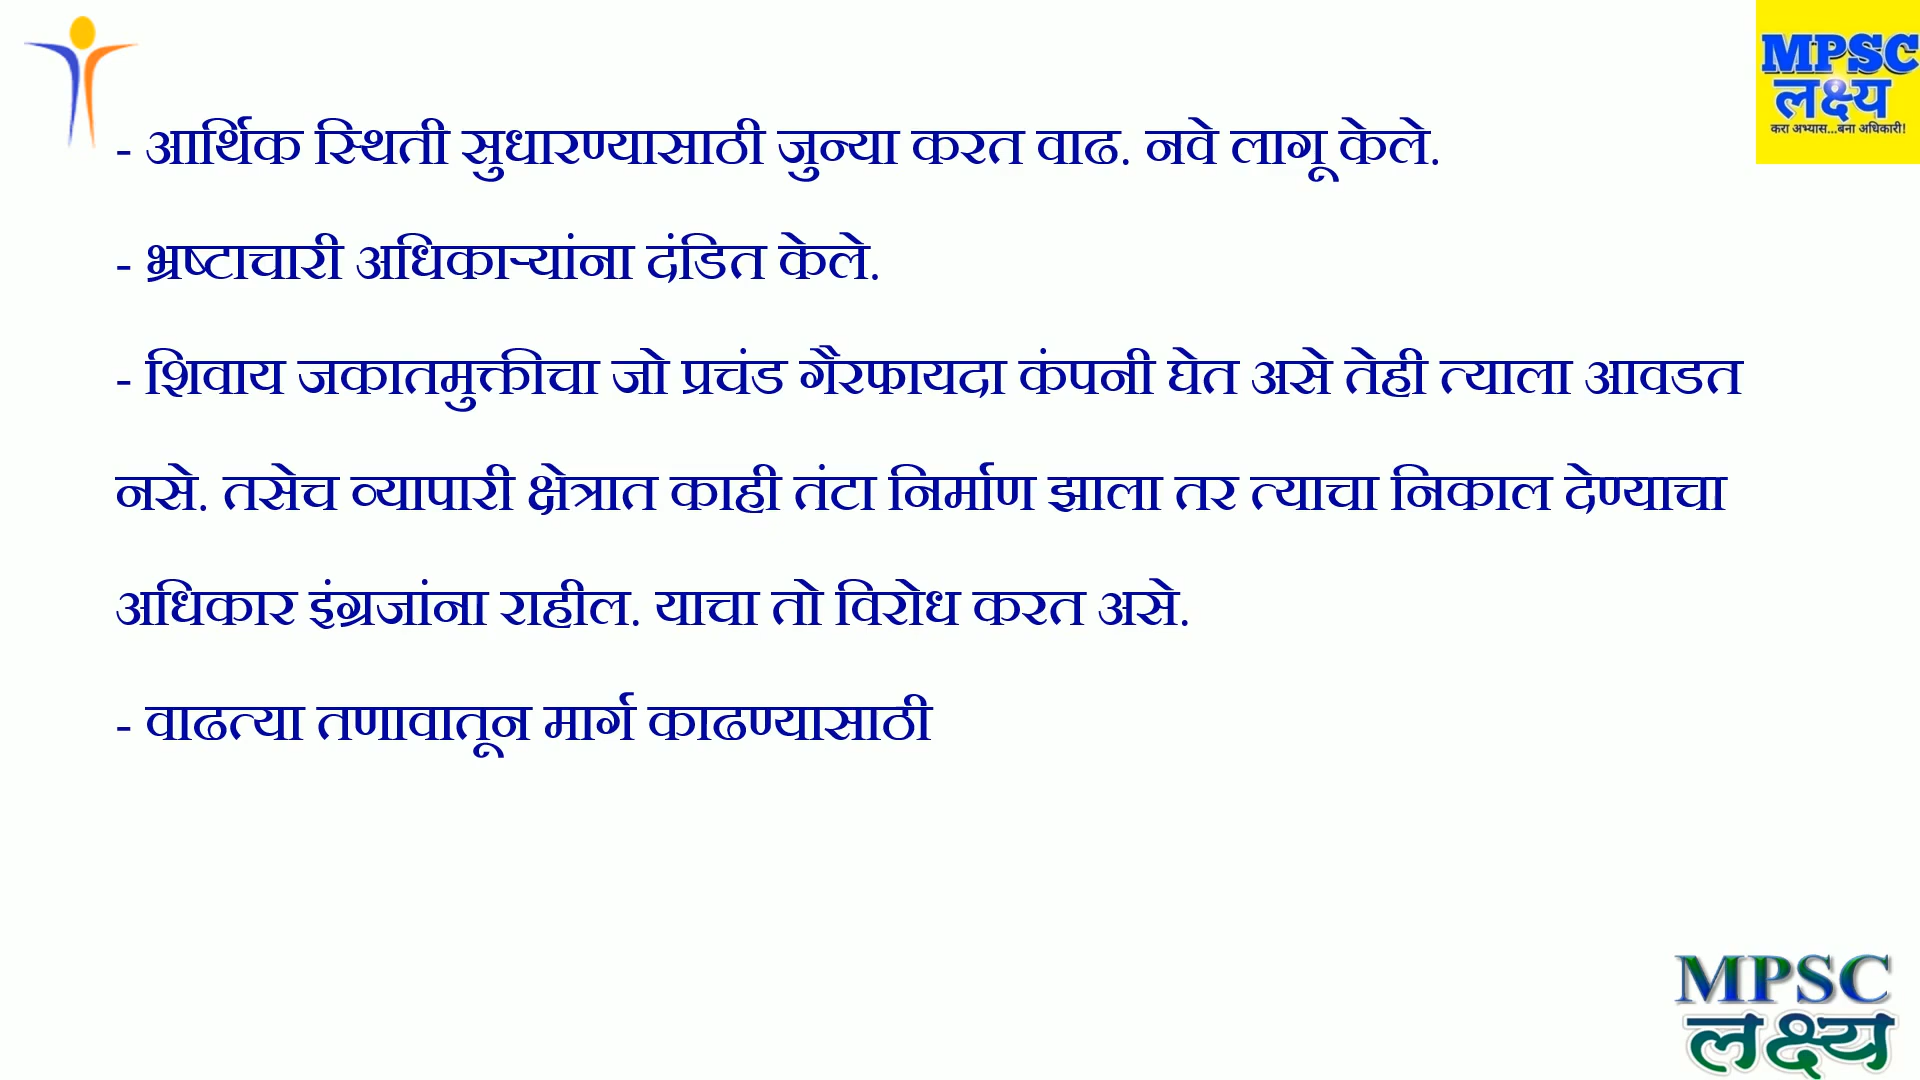 MPSC
लक्ष्य
करा अभ्यास...बना अधिकारी!
- आर्थिक स्थिती सुधारण्यासाठी जुन्या करत वाढ. नवे लागू केले.
- भ्रष्टाचारी अधिकाऱ्यांना दंडित केले.
- शिवाय जकातमुक्तीचा जो प्रचंड गैरफायदा कंपनी घेत असे तेही त्याला आवडत
नसे. तसेच व्यापारी क्षेत्रात काही तंटा निर्माण झाला तर त्याचा निकाल देण्याचा
अधिकार इंग्रजांना राहील. याचा तो विरोध करत असे.
- वाढत्या तणावातून मार्ग काढण्यासाठी
MPSC
लक्ष्य